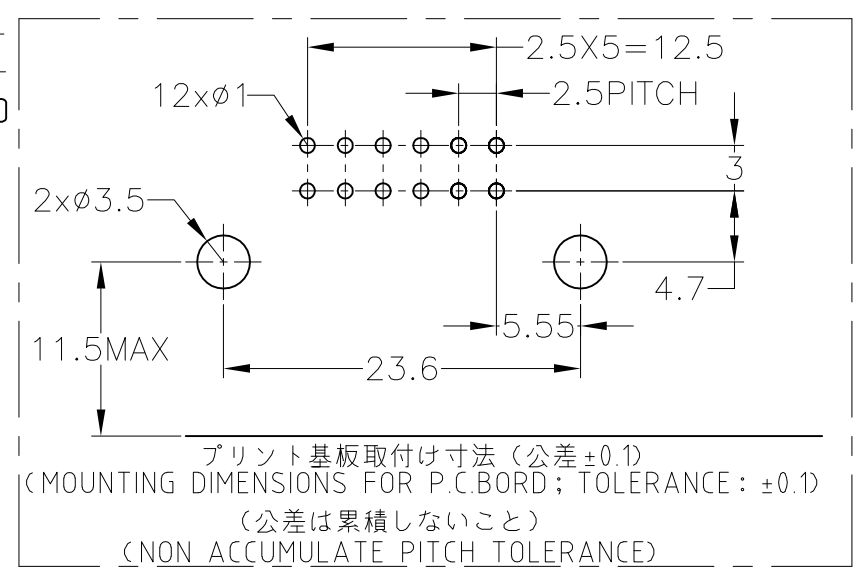 2.5X5=12.5
12xø1
2.5PITCH
3
2xø3.5
4.7
5.55
11.5MAX
23.6
プリント基板取付け寸法（公差±0.1）
(MOUNTING DIMENSIONS FOR P.C.BORD; TOLERANCE: ±0.1)
（公差は累積しないこと）
(NON ACCUMULATE PITCH TOLERANCE)